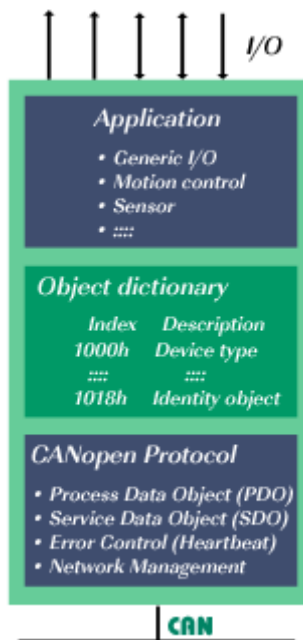 I/O
Application
• Generic I/O
• Motion control
• Sensor
• ::::
Object dictionary
Index Description
1000h Device type
:::: ::::
1018h Identity object
CANopen Protocol
• Process Data Object (PDO)
• Service Data Object (SDO)
• Error Control (Heartbeat)
• Network Management
CAN